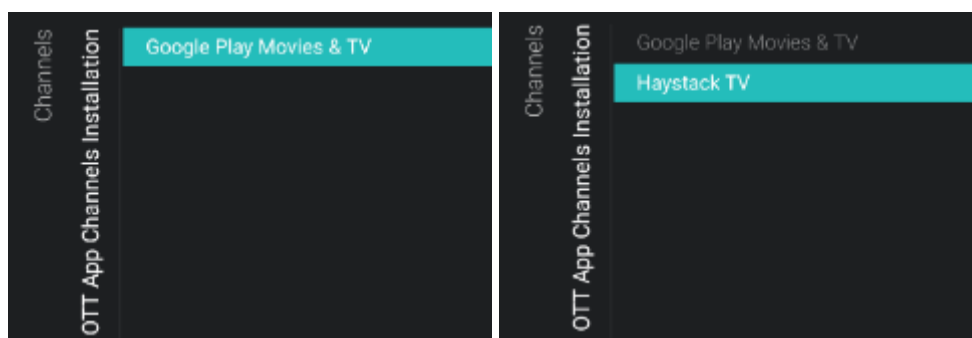 Channels
OTT App Channels Installation
Google Play Movies & TV
Channels
OTT App Channels Installation
Google Play Movies & TV
Haystack TV